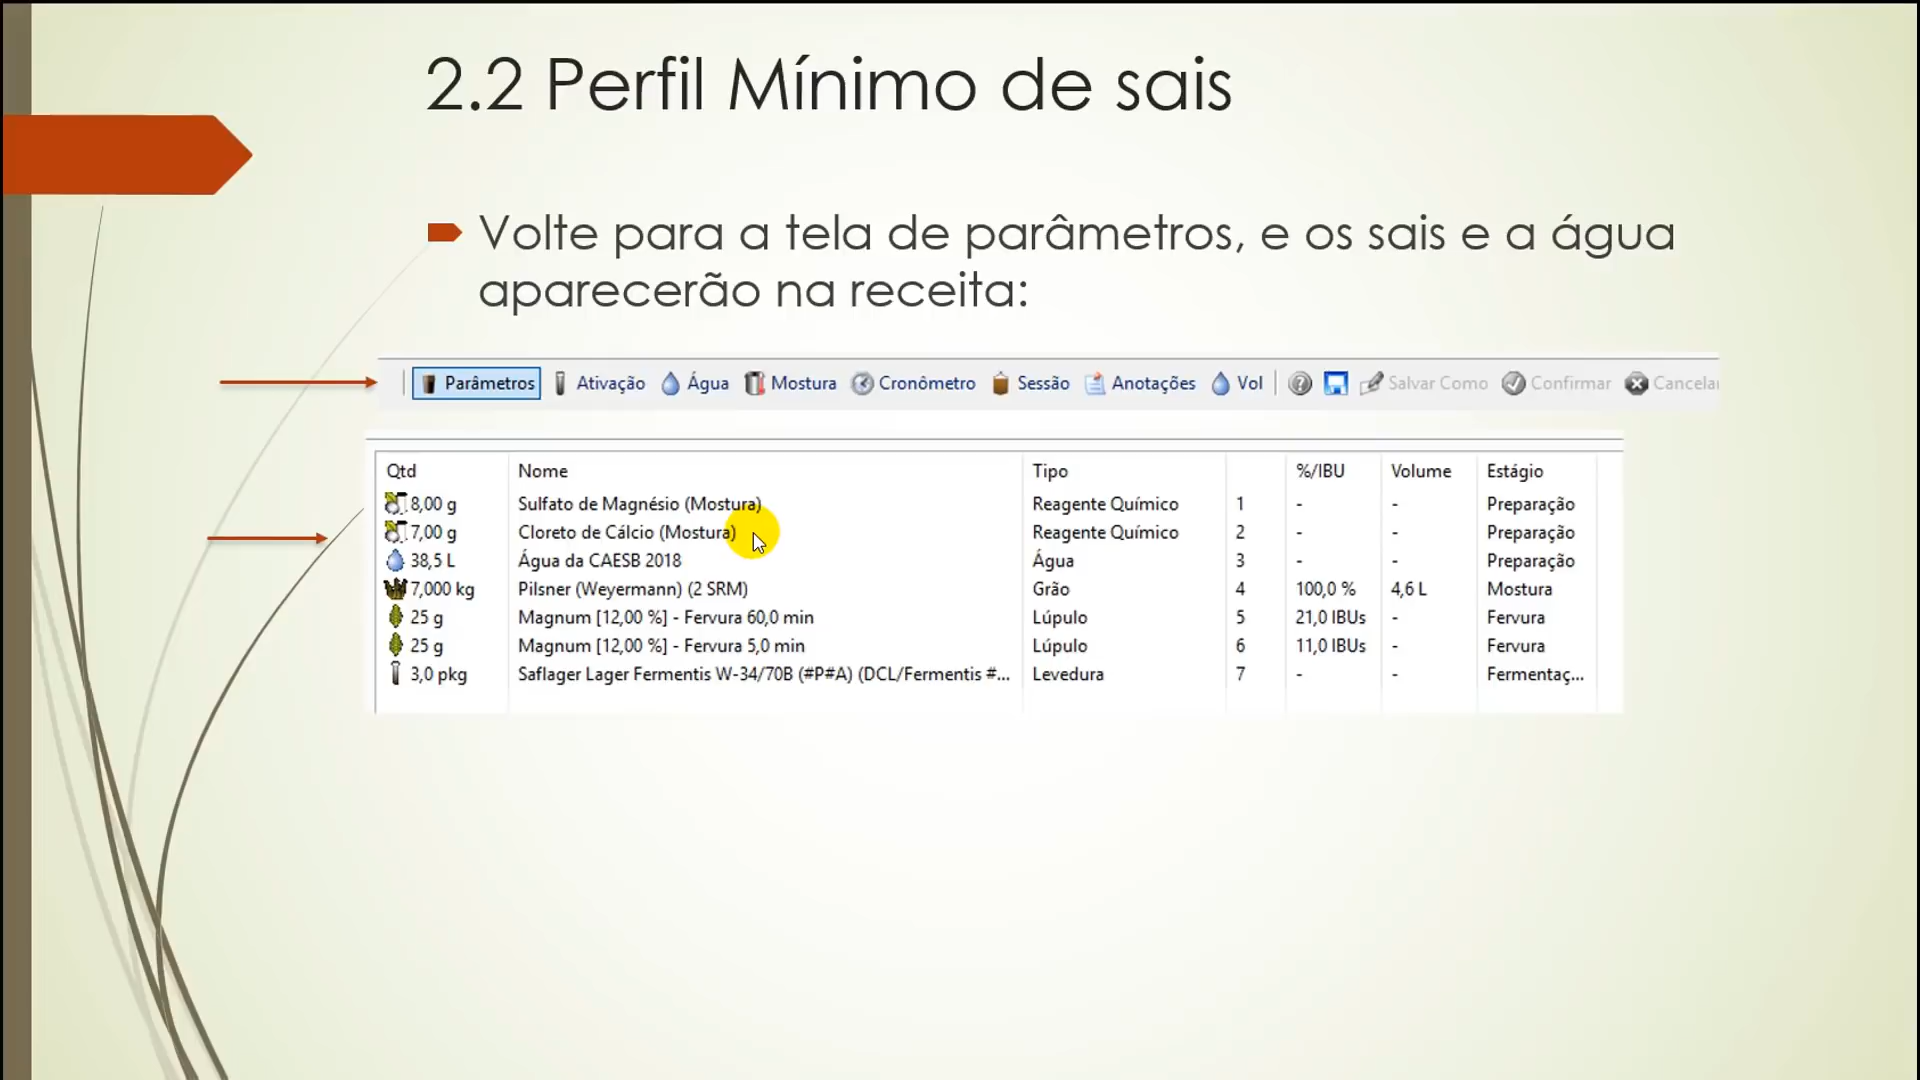 2.2 Perfil Mínimo de sais
Volte para a tela de parâmetros, e os sais e a água
aparecerão na receita:
Parâmetros Ativação Água Mostura Cronômetro Sessão Anotações Vol Salvar Como Confirmar Cancelar
Qtd Nome Tipo %/IBU Volume Estágio
8,00 g Sulfato de Magnésio (Mostura) Reagente Químico 1 - - Preparação
7,00 g Cloreto de Cálcio (Mostura) Reagente Químico 2 - - Preparação
38,5 L Água da CAESB 2018 Água 3 - - Preparação
7,000 kg Pilsner (Weyermann) (2 SRM) Grão 4 100,0 % 4,6 L Mostura
25 g Magnum [12,00 %] - Fervura 60,0 min Lúpulo 5 21,0 IBUs - Fervura
25 g Magnum [12,00 %] - Fervura 5,0 min Lúpulo 6 11,0 IBUs - Fervura
3,0 pkg Saflager Lager Fermentis W-34/70B (#P#A) (DCL/Fermentis #... Levedura 7 - - Fermentaç...